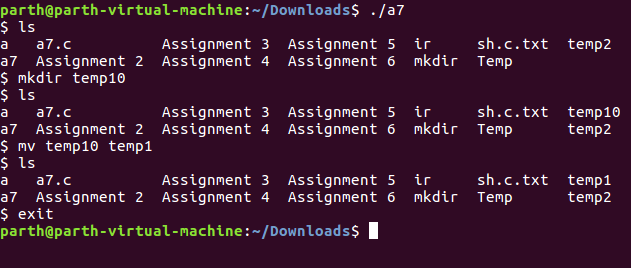 parth@parth-virtual-machine:~/Downloads$ ./a7
$ ls
a   a7.c          Assignment 3  Assignment 5  ir     sh.c.txt  temp2
a7  Assignment 2  Assignment 4  Assignment 6  mkdir  Temp
$ mkdir temp10
$ ls
a   a7.c          Assignment 3  Assignment 5  ir     sh.c.txt  temp10
a7  Assignment 2  Assignment 4  Assignment 6  mkdir  Temp      temp2
$ mv temp10 temp1
$ ls
a   a7.c          Assignment 3  Assignment 5  ir     sh.c.txt  temp1
a7  Assignment 2  Assignment 4  Assignment 6  mkdir  Temp      temp2
$ exit
parth@parth-virtual-machine:~/Downloads$